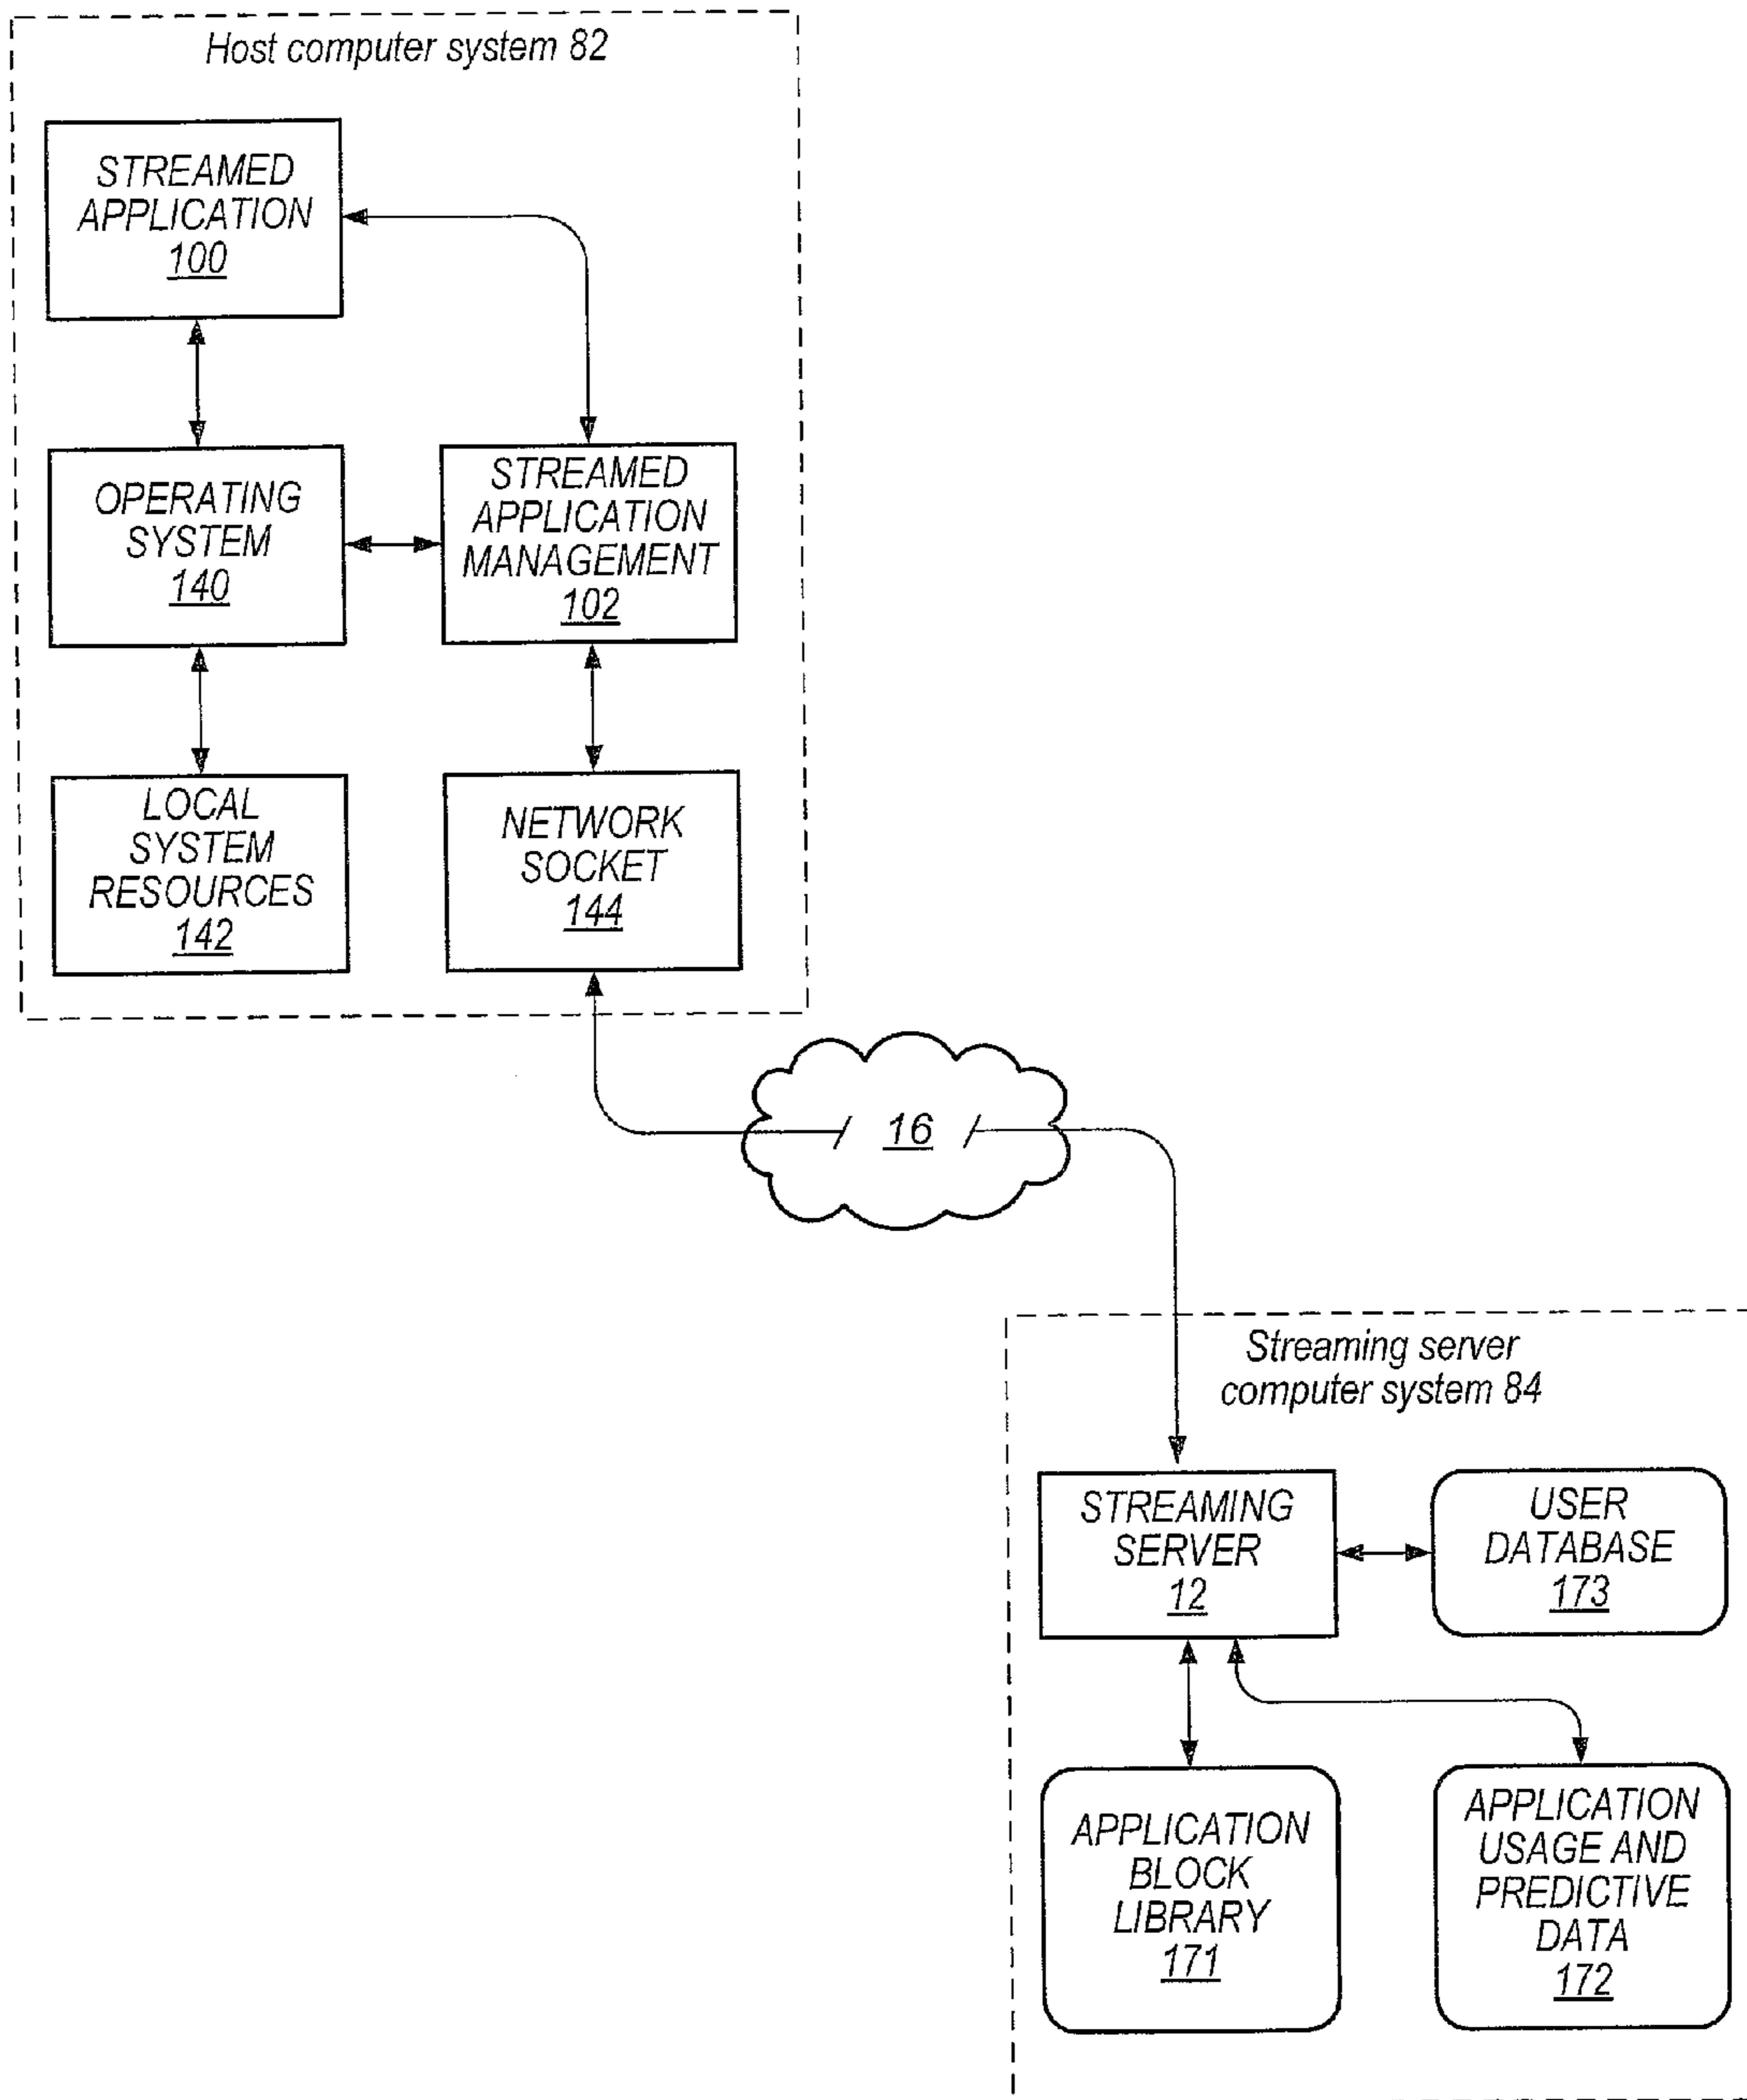 Host computer system 82
STREAMED
APPLICATION
100
OPERATING
SYSTEM
140
STREAMED
APPLICATION
MANAGEMENT
102
LOCAL
SYSTEM
RESOURCES
142
NETWORK
SOCKET
144
16
Streaming server
computer system 84
STREAMING
SERVER
12
USER
DATABASE
173
APPLICATION
BLOCK
LIBRARY
171
APPLICATION
USAGE AND
PREDICTIVE
DATA
172